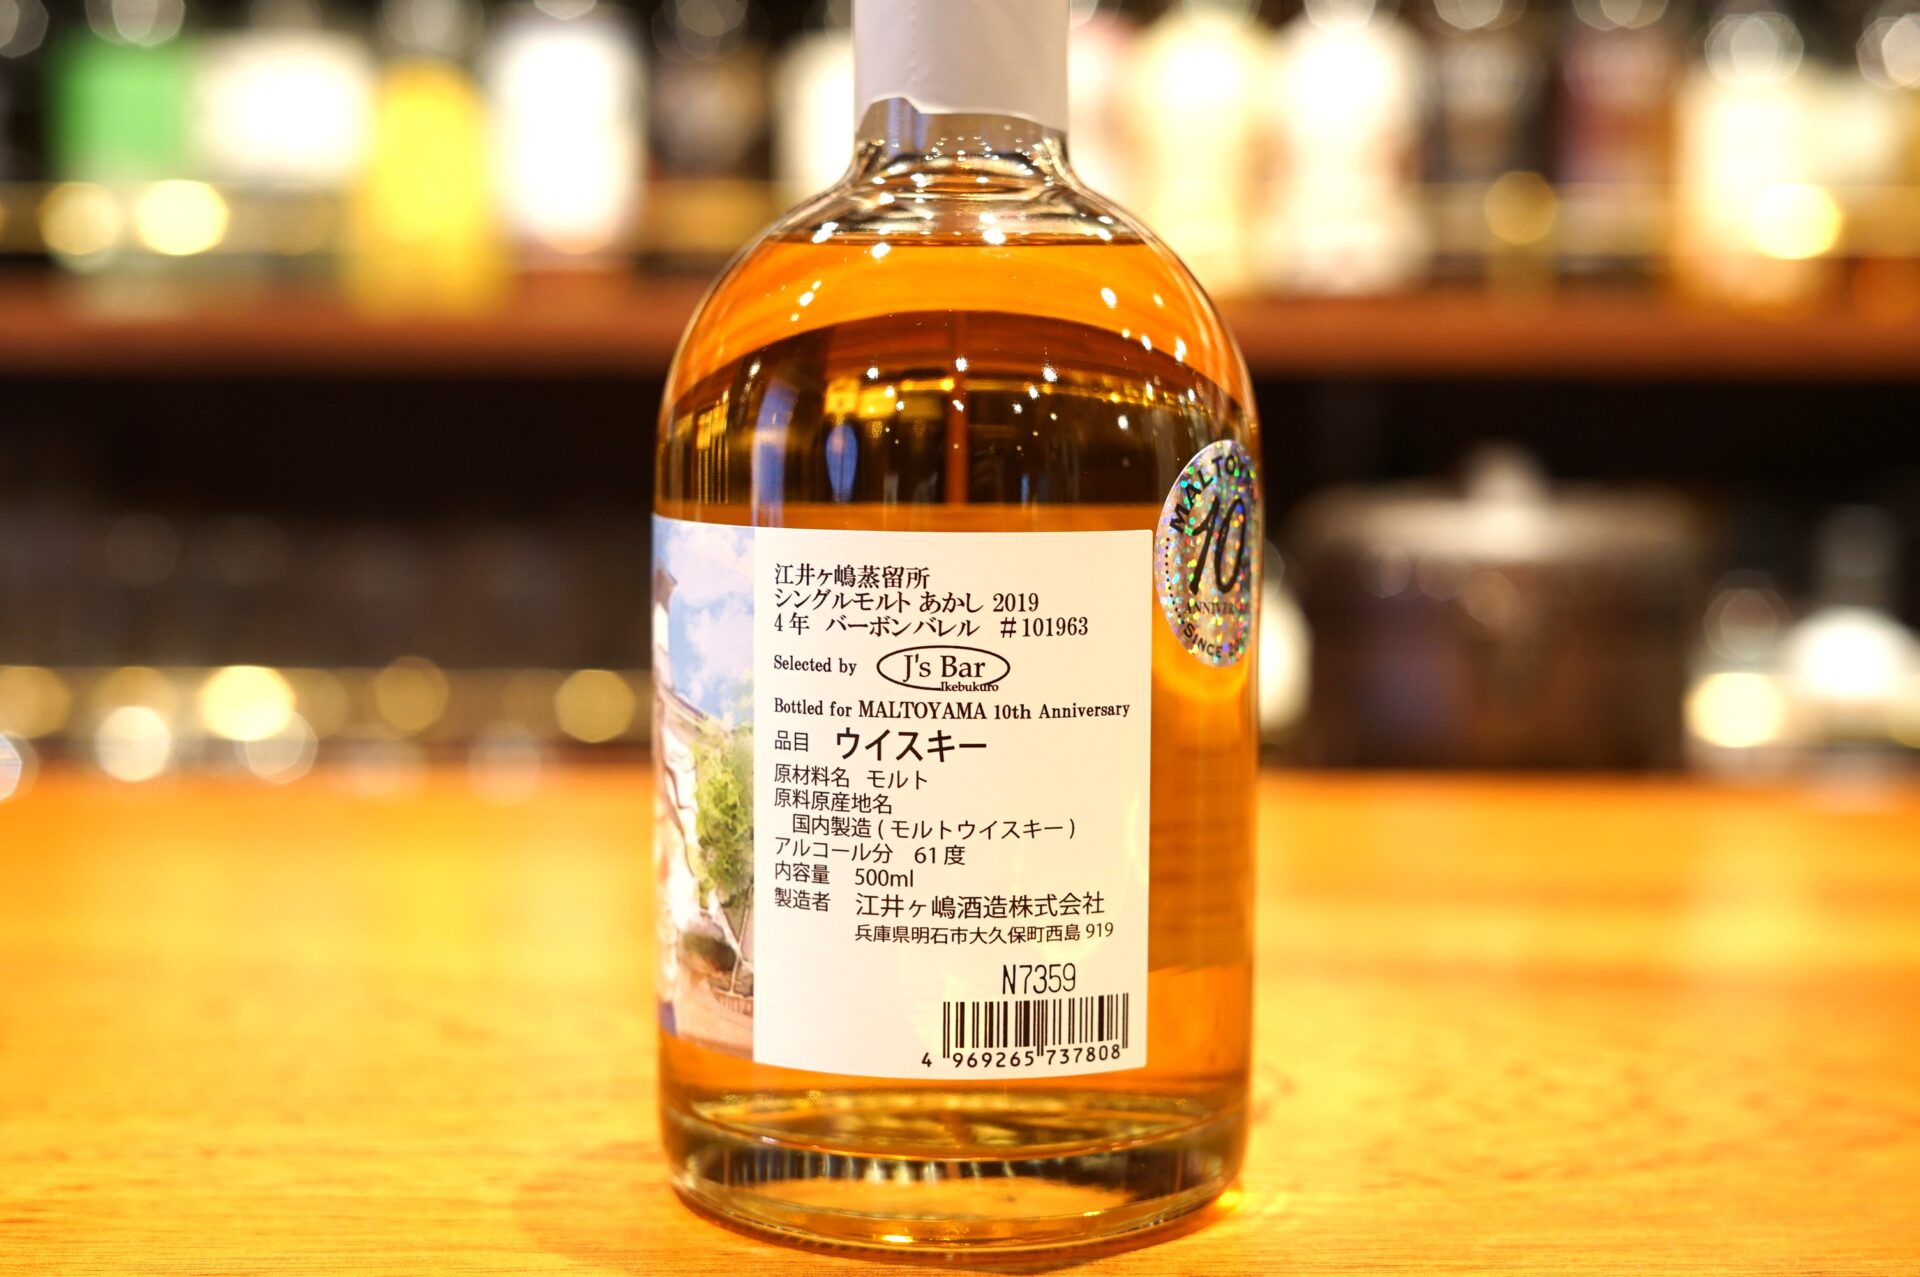 江井ヶ嶋蒸留所
シングルモルト あかし 2019
4年 バーボンバレル #101963
Selected by J's Bar
Ikebukuro
Bottled for MALTOYAMA 10th Anniversary
品目 ウイスキー
原材料名 モルト
原料原産地名
国内製造(モルトウイスキー)
アルコール分 61度
内容量 500ml
製造者 江井ヶ嶋酒造株式会社
兵庫県明石市大久保町西島919
N7359
4 969265 737808
10
SINCE